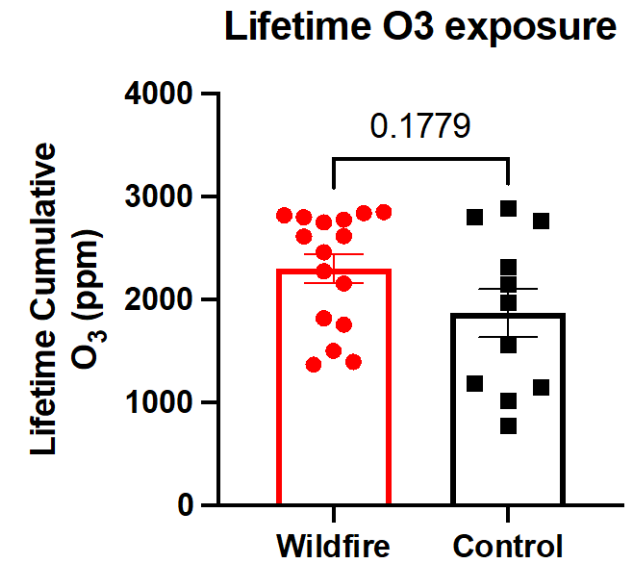 Lifetime O3 exposure
4000
0.1779
3000
2000
1000
0
Lifetime Cumulative
O₃ (ppm)
Wildfire
Control